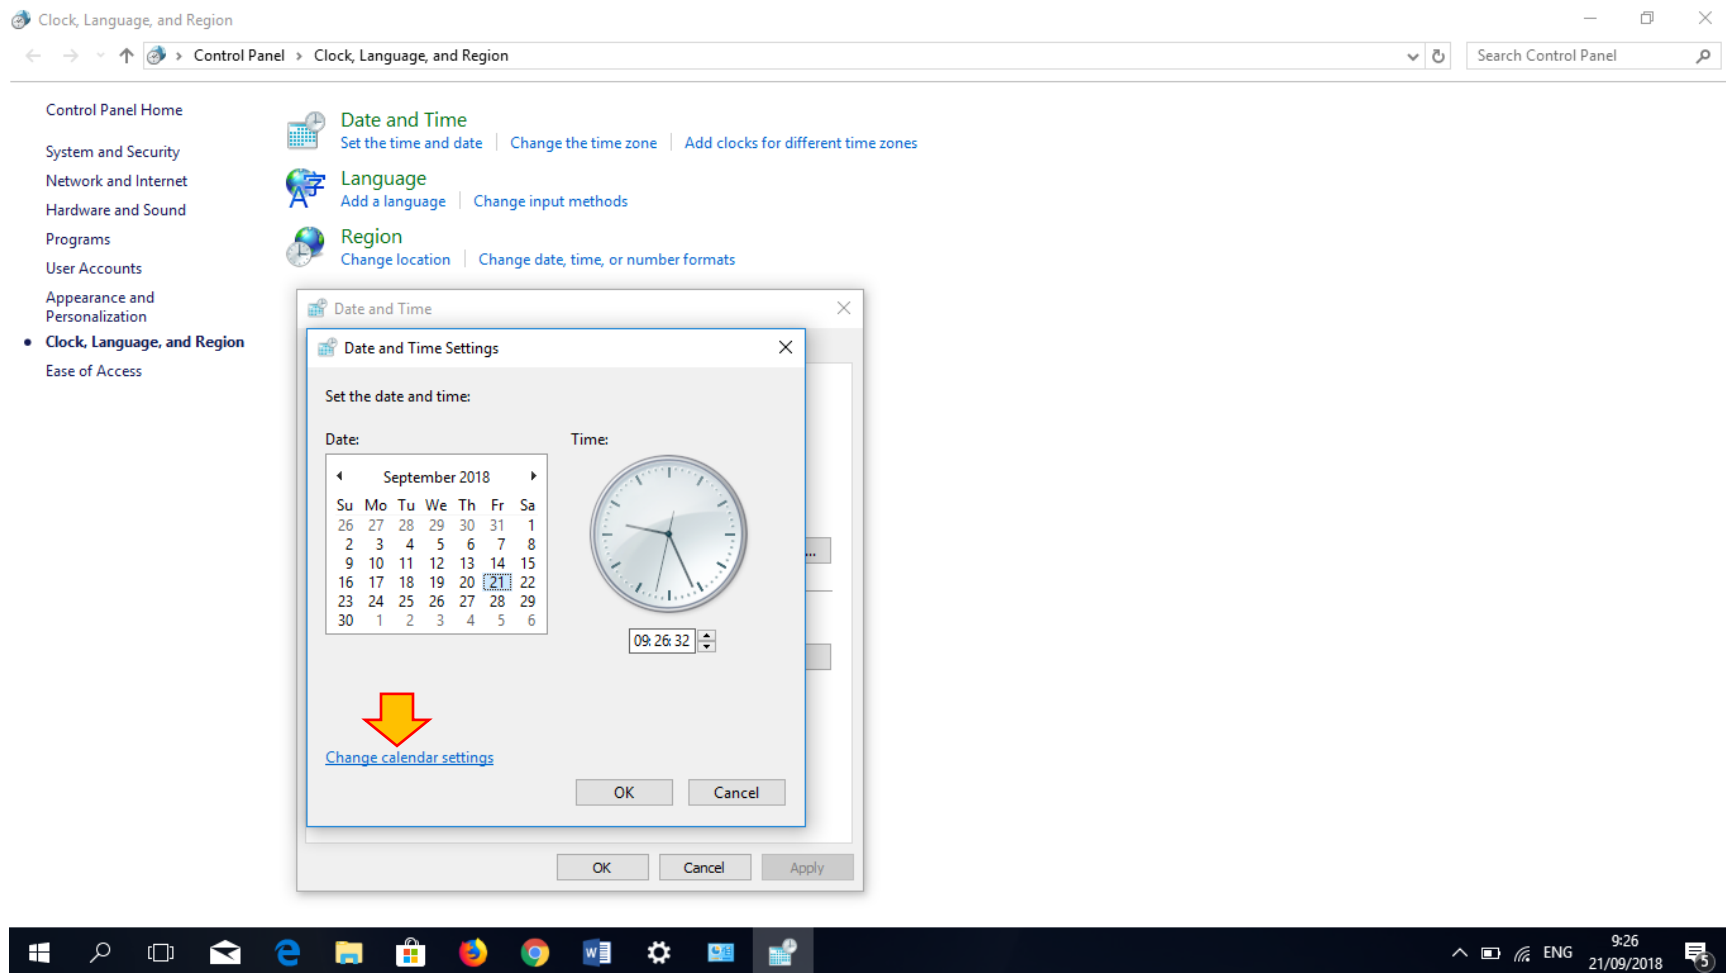 Clock, Language, and Region
Control Panel > Clock, Language, and Region
Search Control Panel
Control Panel Home
System and Security
Network and Internet
Hardware and Sound
Programs
User Accounts
Appearance and
Personalization
Clock, Language, and Region
Ease of Access
Date and Time
Set the time and date | Change the time zone | Add clocks for different time zones
Language
Add a language | Change input methods
Region
Change location | Change date, time, or number formats
Date and Time
Date and Time Settings
Set the date and time:
Date:
Time:
September 2018
Su Mo Tu We Th Fr Sa
26 27 28 29 30 31 1
2 3 4 5 6 7 8
9 10 11 12 13 14 15
16 17 18 19 20 21 22
23 24 25 26 27 28 29
30 1 2 3 4 5 6
09:26:32
...
Change calendar settings
OK Cancel
OK Cancel Apply
ENG
9:26
21/09/2018
5